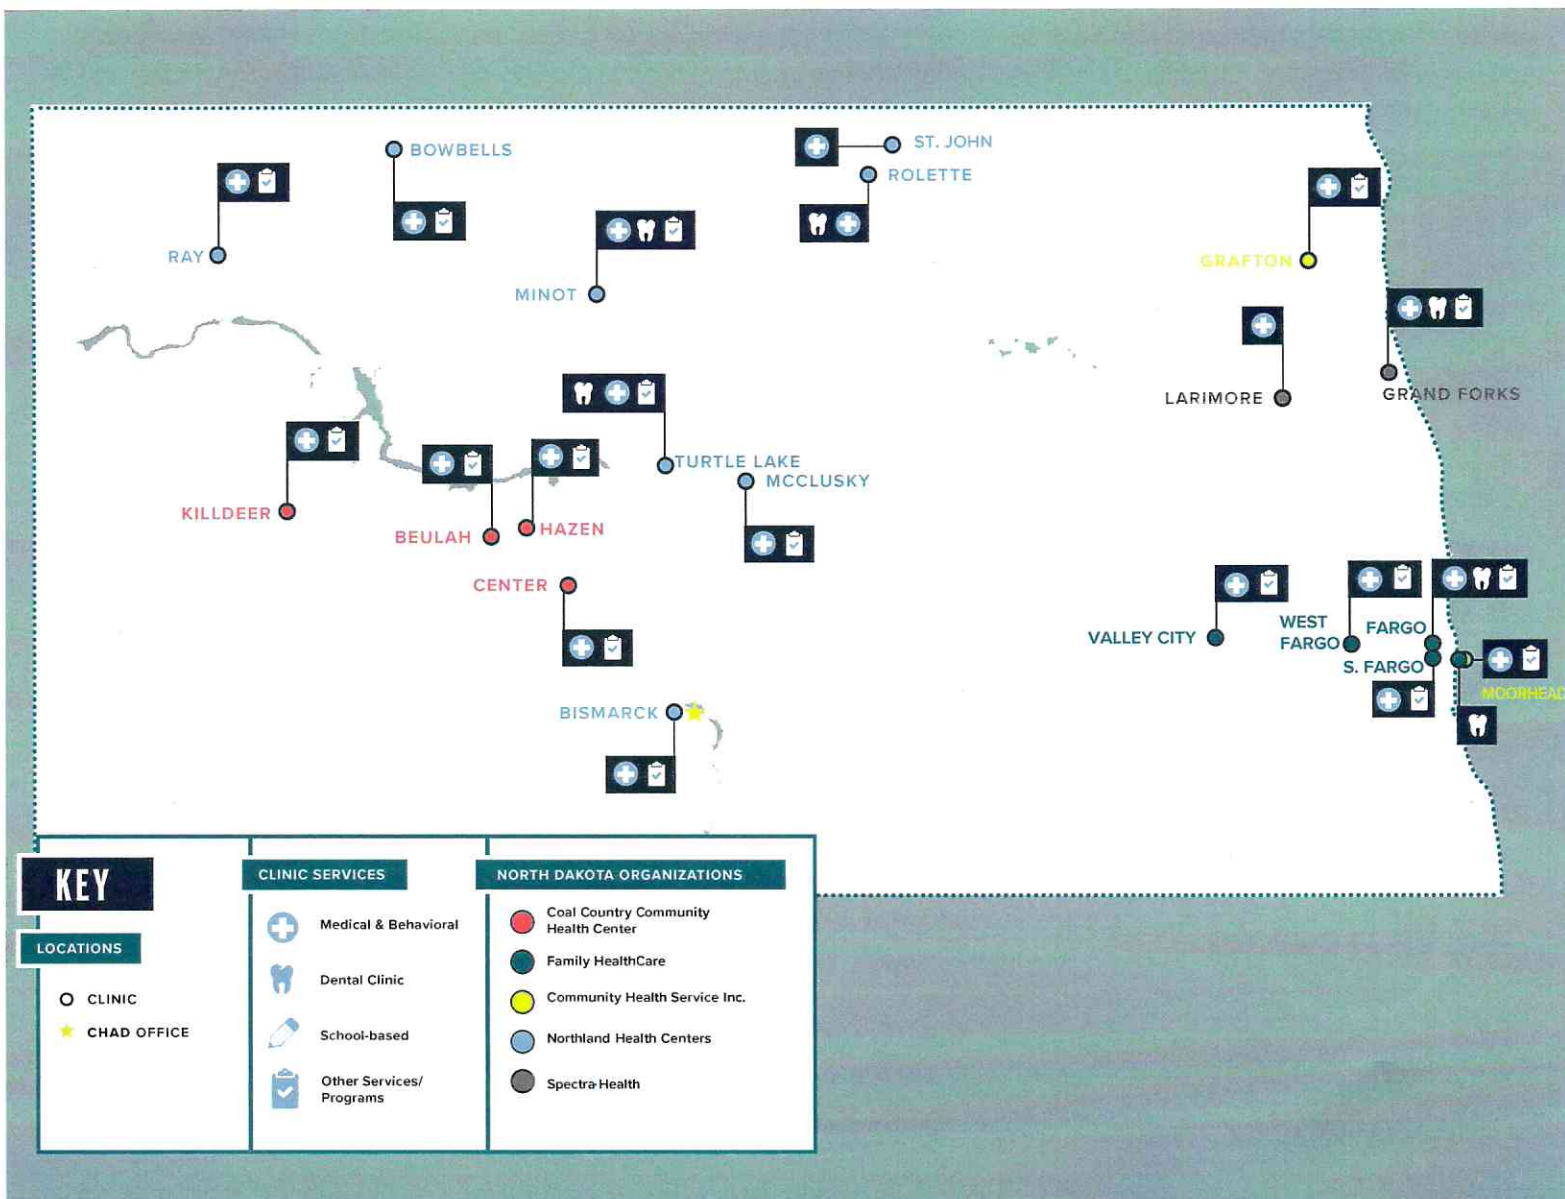 BOWBELLS
ST. JOHN
ROLETTE
RAY
GRAFTON
MINOT
LARIMORE
GRAND FORKS
TURTLE LAKE
MCCLUSKY
KILLDEER
BEULAH
HAZEN
CENTER
VALLEY CITY
WEST
FARGO
FARGO
S. FARGO
MOORHEAD
BISMARCK
KEY
LOCATIONS
CLINIC
CHAD OFFICE
CLINIC SERVICES
Medical & Behavioral
Dental Clinic
School-based
Other Services/
Programs
NORTH DAKOTA ORGANIZATIONS
Coal Country Community
Health Center
Family HealthCare
Community Health Service Inc.
Northland Health Centers
Spectra Health